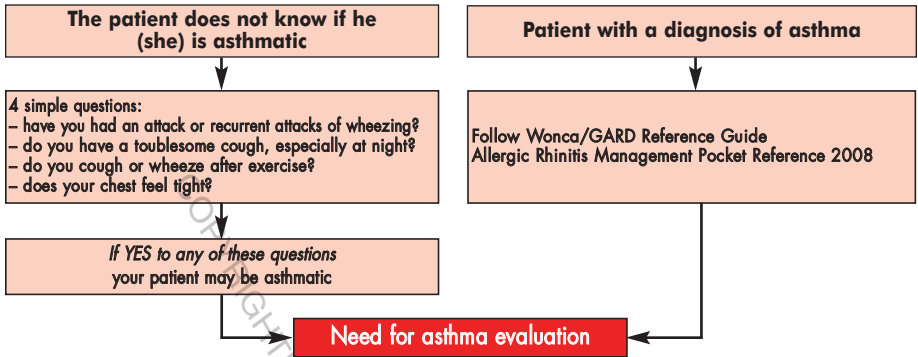 The patient does not know if he
(she) is asthmatic
4 simple questions:
– have you had an attack or recurrent attacks of wheezing?
– do you have a toublesome cough, especially at night?
– do you cough or wheeze after exercise?
– does your chest feel tight?
If YES to any of these questions
your patient may be asthmatic
Patient with a diagnosis of asthma
Follow Wonca/GARD Reference Guide
Allergic Rhinitis Management Pocket Reference 2008
Need for asthma evaluation
COPYRIGHT